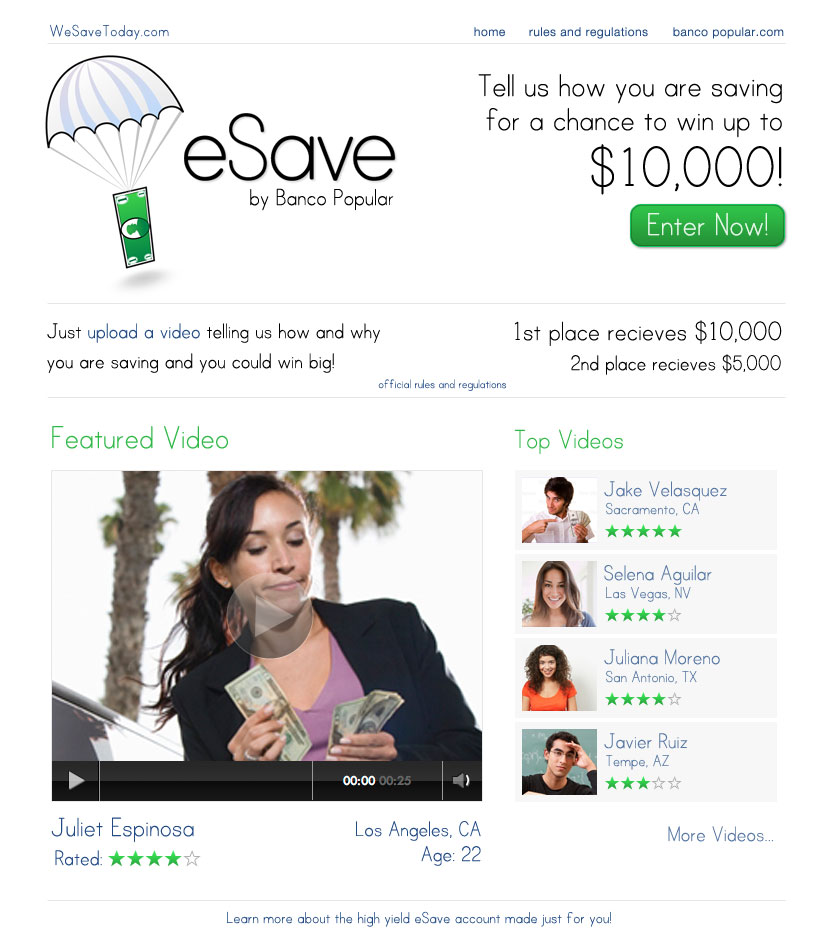 WeSaveToday.com
home rules and regulations banco popular.com
eSave
by Banco Popular
Tell us how you are saving
for a chance to win up to
$10,000!
Enter Now!
Just upload a video telling us how and why
you are saving and you could win big!
1st place recieves $10,000
2nd place recieves $5,000
official rules and regulations
Featured Video
00:00 00:25
Juliet Espinosa
Rated:
Los Angeles, CA
Age: 22
Top Videos
Jake Velasquez
Sacramento, CA
Selena Aguilar
Las Vegas, NV
Juliana Moreno
San Antonio, TX
Javier Ruiz
Tempe, AZ
More Videos...
Learn more about the high yield eSave account made just for you!